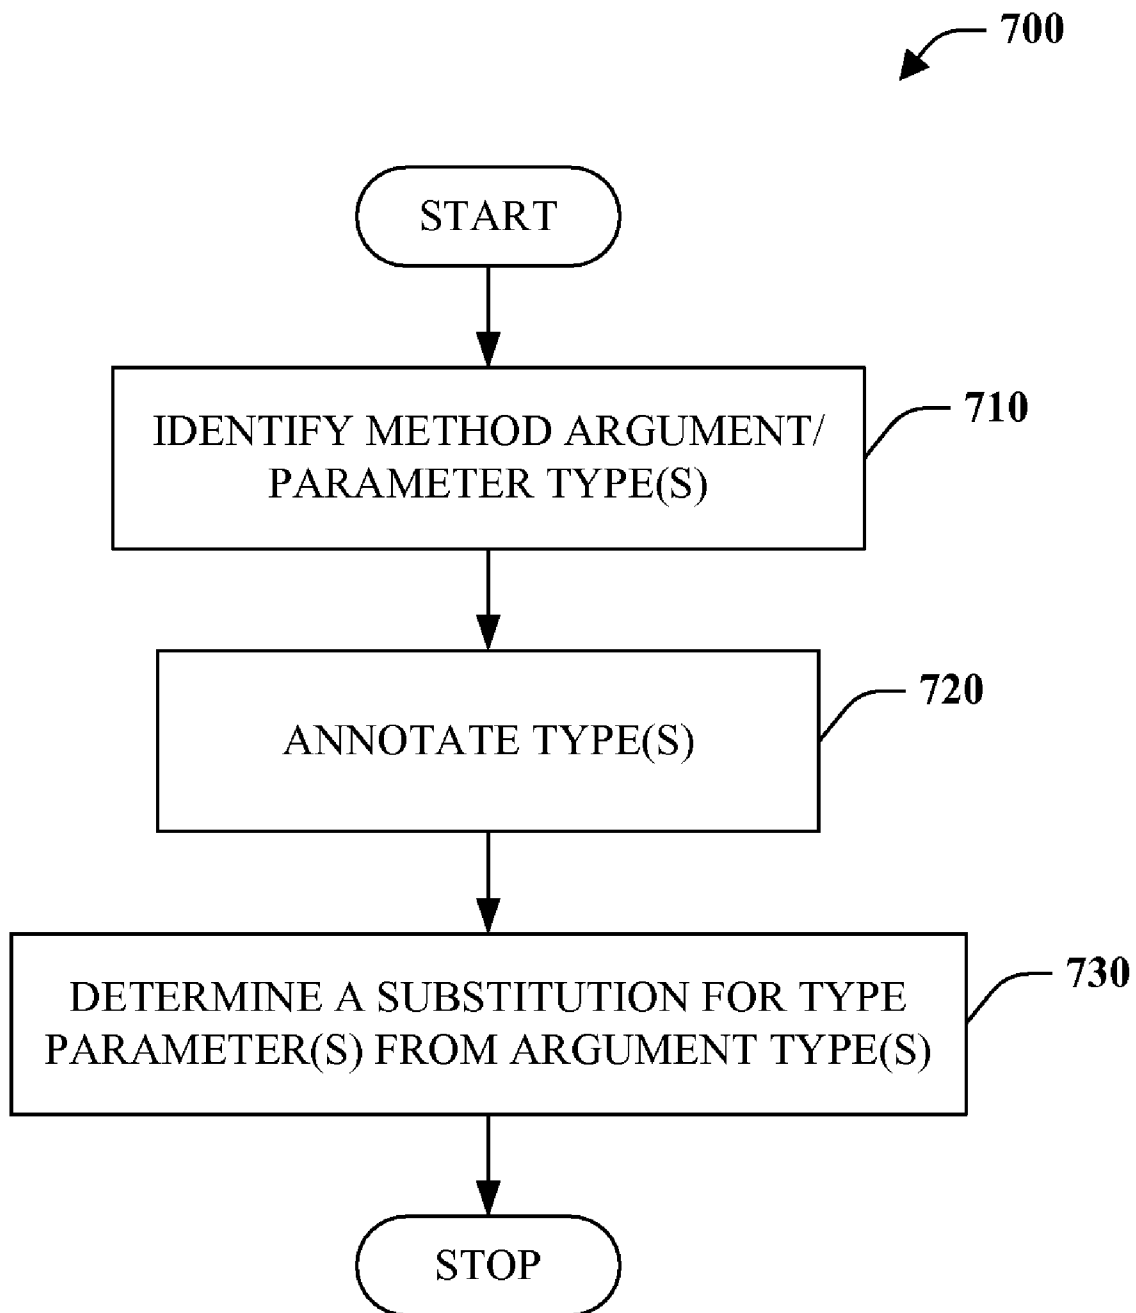 700
START
IDENTIFY METHOD ARGUMENT/
PARAMETER TYPE(S)
710
ANNOTATE TYPE(S)
720
DETERMINE A SUBSTITUTION FOR TYPE
PARAMETER(S) FROM ARGUMENT TYPE(S)
730
STOP